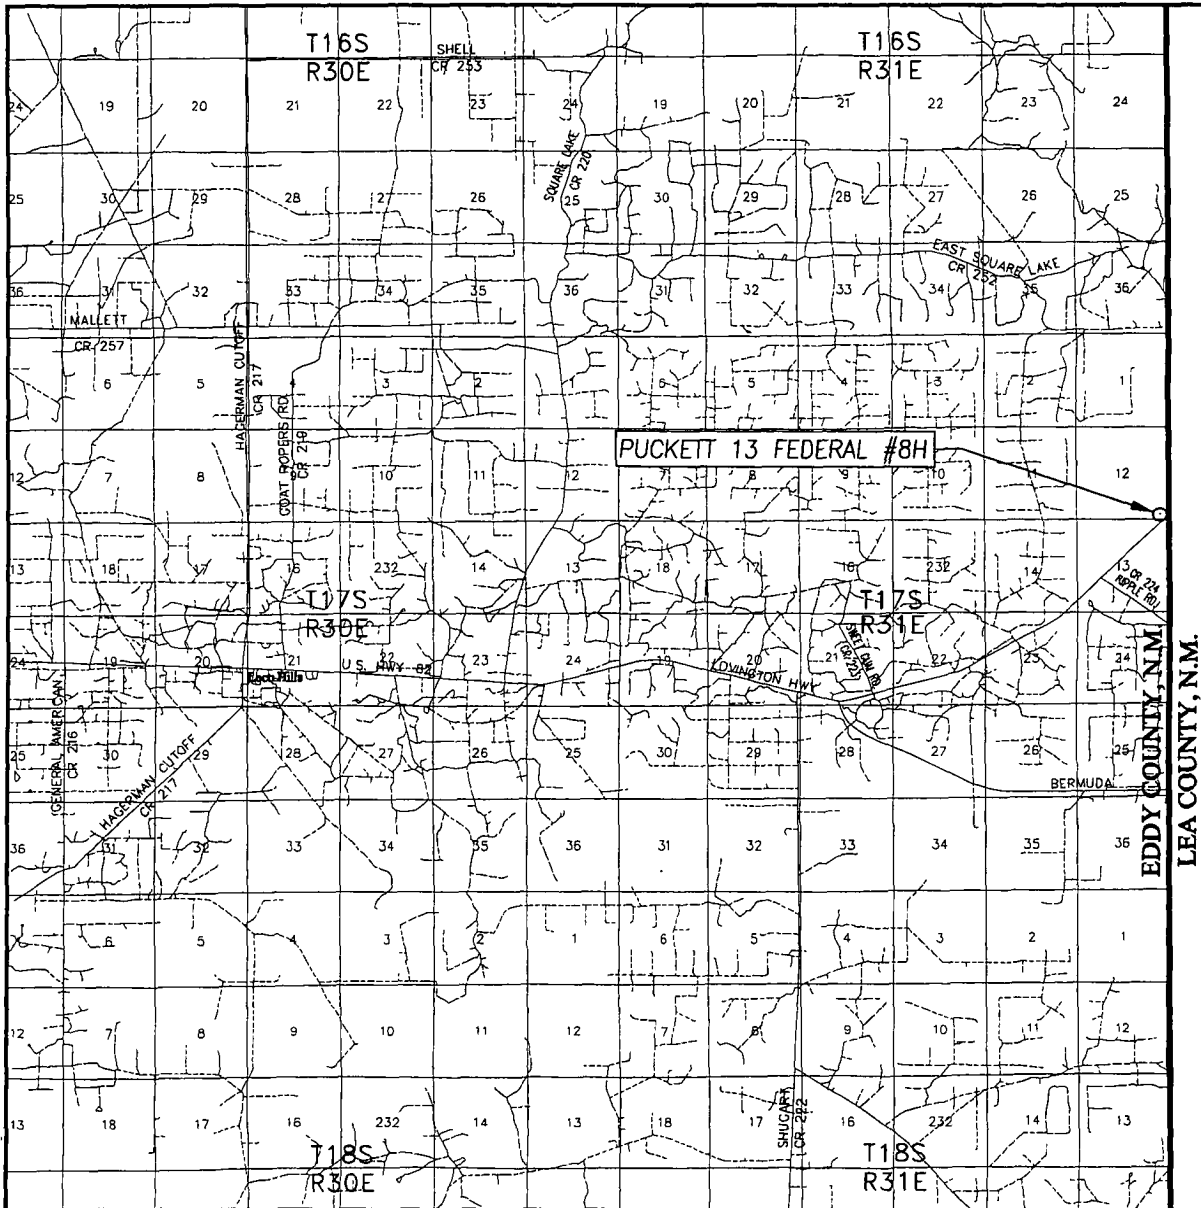 T16S
R30E
SHELL
CR 253
T16S
R31E
24 19 20 21 22 23 24 19 20 21 22 23 24
SQUARE LAKE
CR 220
25 30 29 28 27 26 25 30 29 28 27 26 25
EAST SQUARE LAKE
CR 252
36 31 32 33 34 35 36 31 32 33 34 35 36
MALLETT
CR 257
HAGERMAN CUTOFF
CR 217
6 5 4 3 2 1 6 5 4 3 2 1
GOAT ROPERS RD
CR 219
PUCKETT 13 FEDERAL #8H
12 7 8 9 10 11 12 7 8 9 10 11 12
13 18 17 16 232 14 13 18 17 16 232 14 13
CR 224
T17S
R30E
T17S
R31E
24 19 20 21 22 23 24 19 20 21 22 23 24
U.S. HWY 82
LOVINGTON HWY
Loco Hills
GENERAL AMERICAN
CR 216
25 30 29 28 27 26 25 30 29 28 27 26 25
HAGERMAN CUTOFF
CR 217
BERMUDA
EDDY COUNTY, N.M.
LEA COUNTY, N.M.
36 31 32 33 34 35 36 31 32 33 34 35 36
6 5 4 3 2 1 6 5 4 3 2 1
12 7 8 9 10 11 12 7 8 9 10 11 12
SHUGART
CR 222
13 18 17 16 232 14 13 18 17 16 232 14 13
T18S
R30E
T18S
R31E